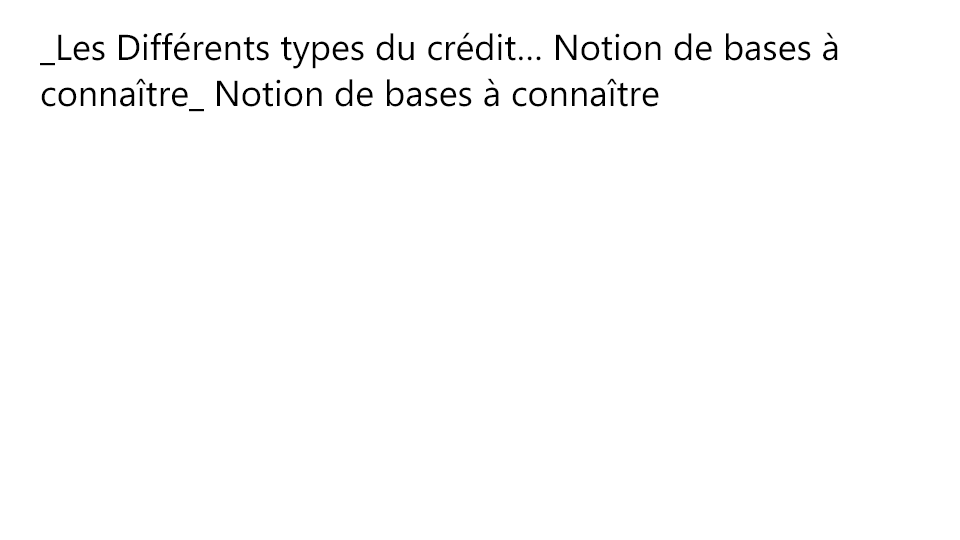 _Les Différents types du crédit... Notion de bases à
connaître_ Notion de bases à connaître